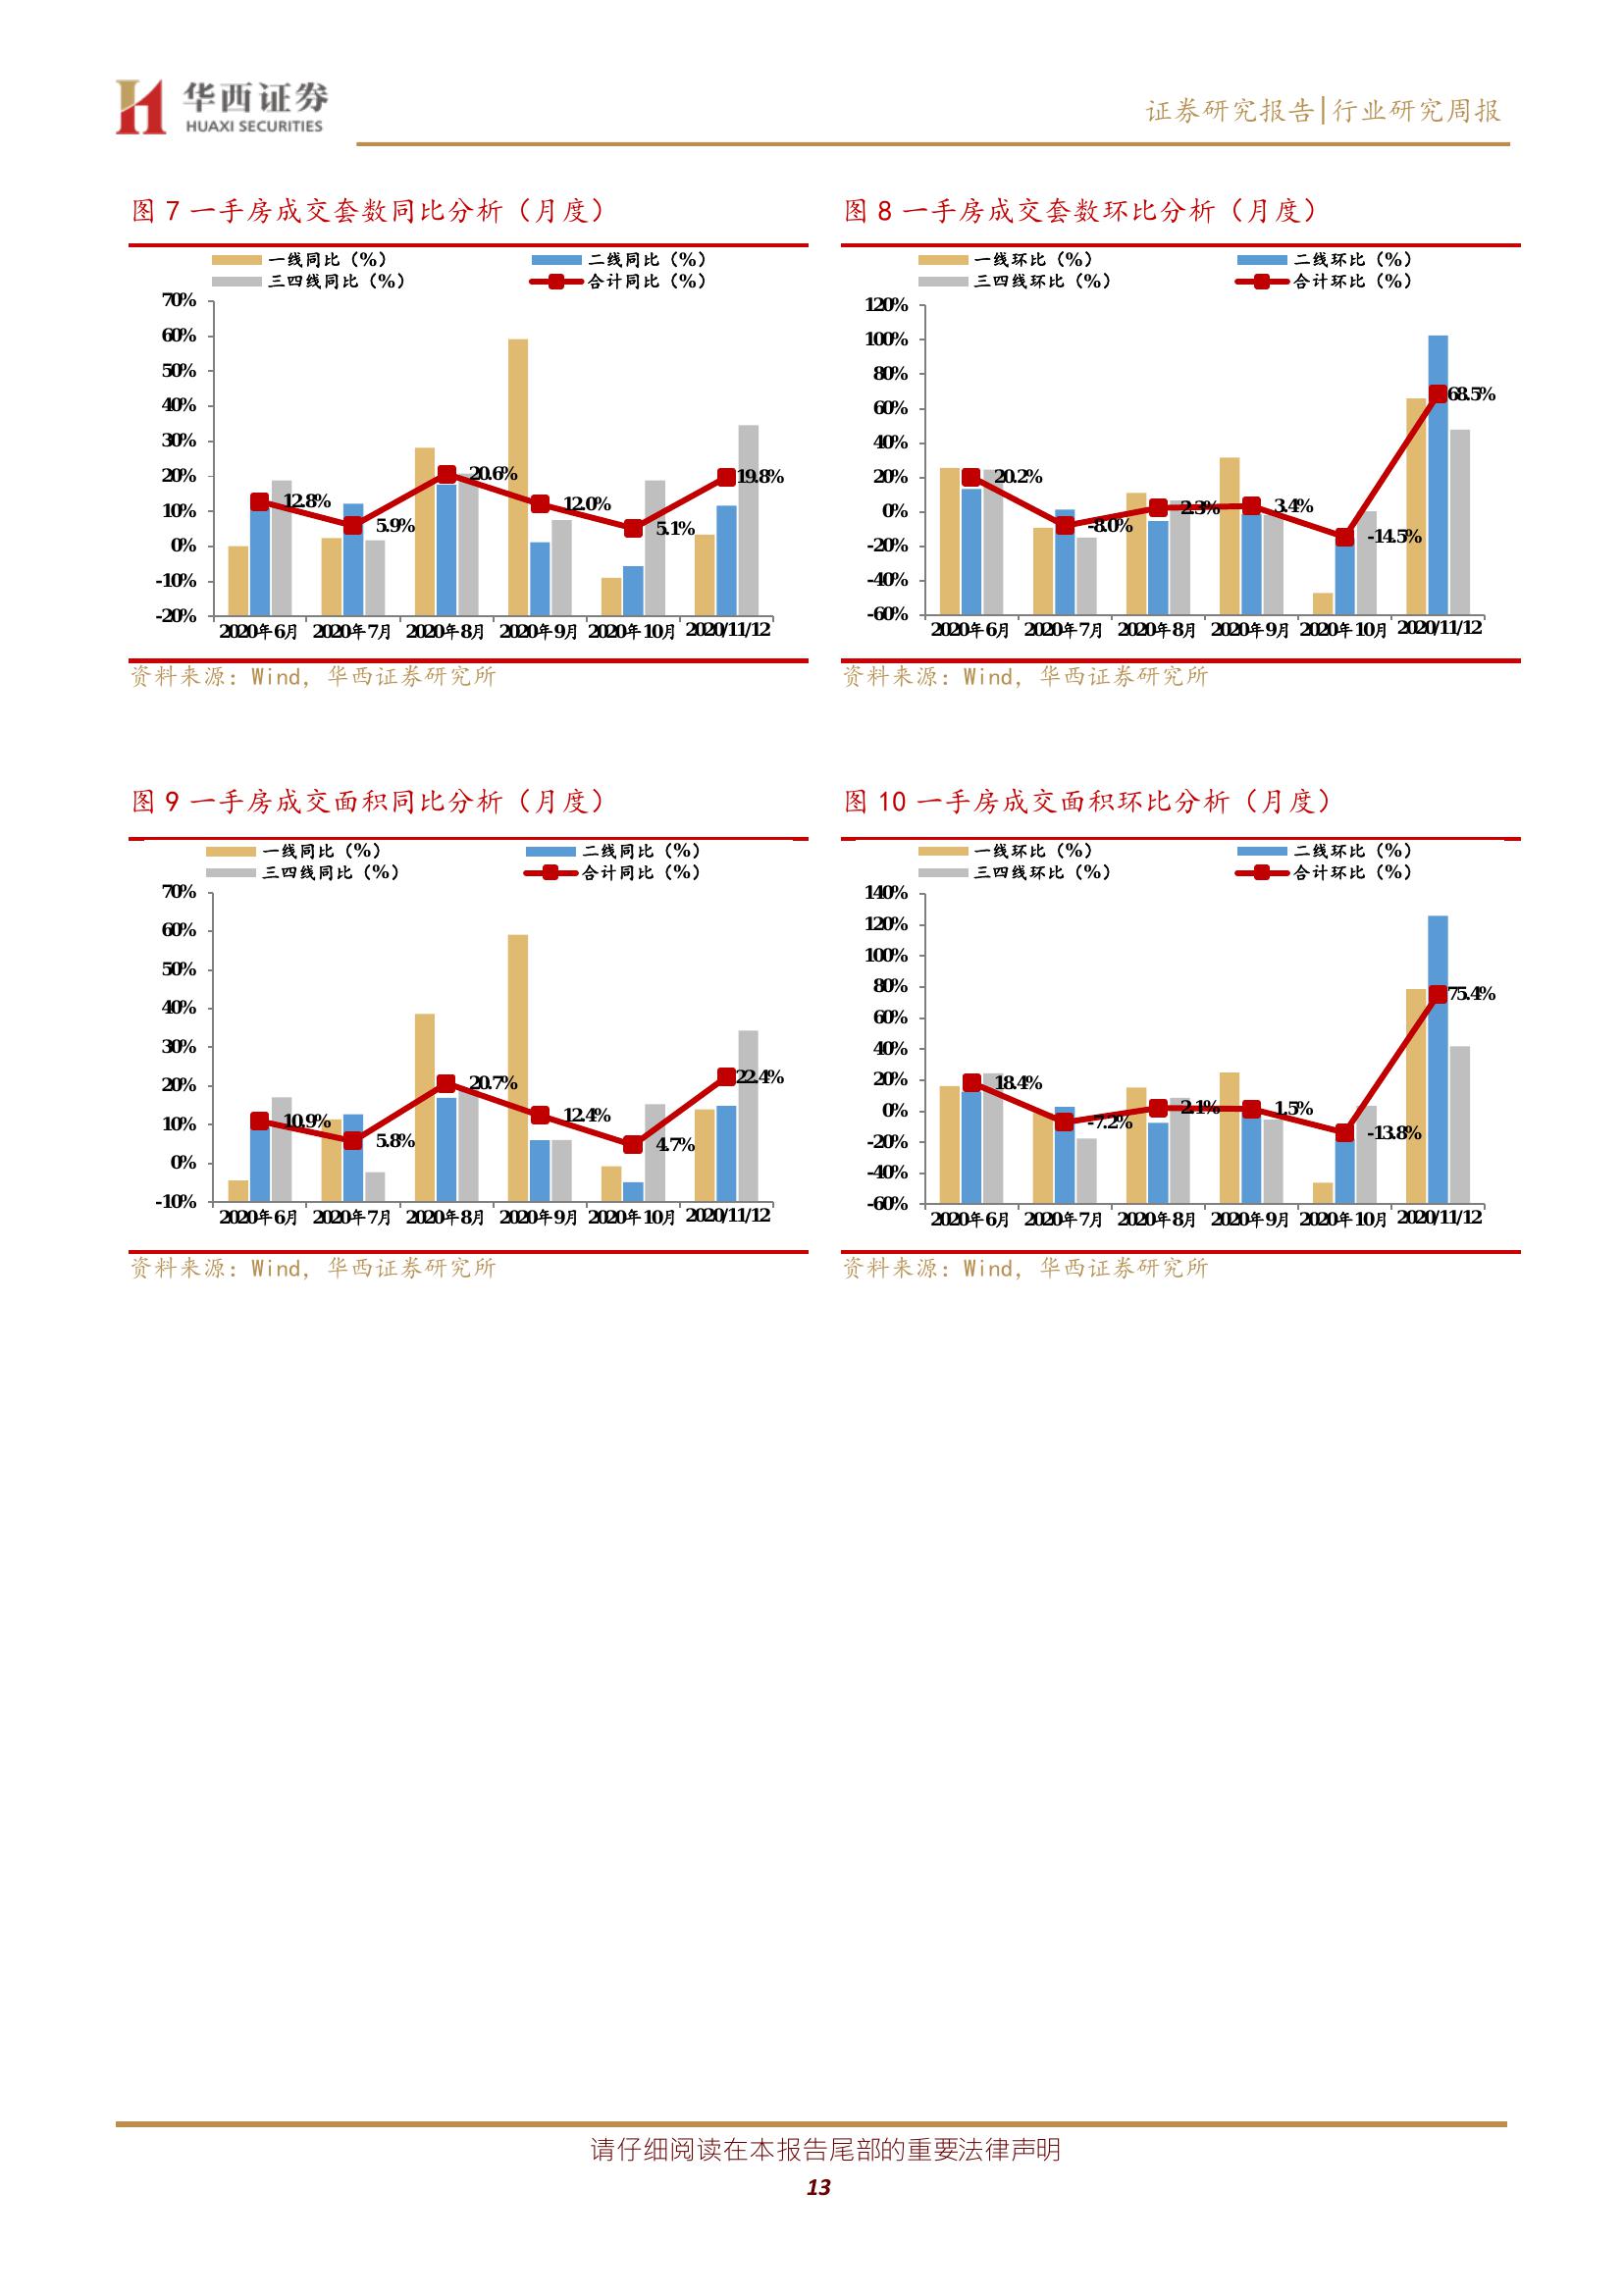 华西证券
HUAXI SECURITIES
证券研究报告|行业研究周报
图 7 一手房成交套数同比分析（月度）
一线同比（%）
二线同比（%）
三四线同比（%）
合计同比（%）
70%
60%
50%
40%
30%
20%
10%
0%
-10%
-20%
12.8%
5.9%
20.6%
12.0%
5.1%
19.8%
2020年6月
2020年7月
2020年8月
2020年9月
2020年10月
2020/11/12
资料来源：Wind，华西证券研究所
图 8 一手房成交套数环比分析（月度）
一线环比（%）
二线环比（%）
三四线环比（%）
合计环比（%）
120%
100%
80%
60%
40%
20%
0%
-20%
-40%
-60%
20.2%
-8.0%
2.3%
3.4%
-14.5%
68.5%
2020年6月
2020年7月
2020年8月
2020年9月
2020年10月
2020/11/12
资料来源：Wind，华西证券研究所
图 9 一手房成交面积同比分析（月度）
一线同比（%）
二线同比（%）
三四线同比（%）
合计同比（%）
70%
60%
50%
40%
30%
20%
10%
0%
-10%
10.9%
5.8%
20.7%
12.4%
4.7%
22.4%
2020年6月
2020年7月
2020年8月
2020年9月
2020年10月
2020/11/12
资料来源：Wind，华西证券研究所
图 10 一手房成交面积环比分析（月度）
一线环比（%）
二线环比（%）
三四线环比（%）
合计环比（%）
140%
120%
100%
80%
60%
40%
20%
0%
-20%
-40%
-60%
18.4%
-7.2%
2.1%
1.5%
-13.8%
75.4%
2020年6月
2020年7月
2020年8月
2020年9月
2020年10月
2020/11/12
资料来源：Wind，华西证券研究所
请仔细阅读在本报告尾部的重要法律声明
13